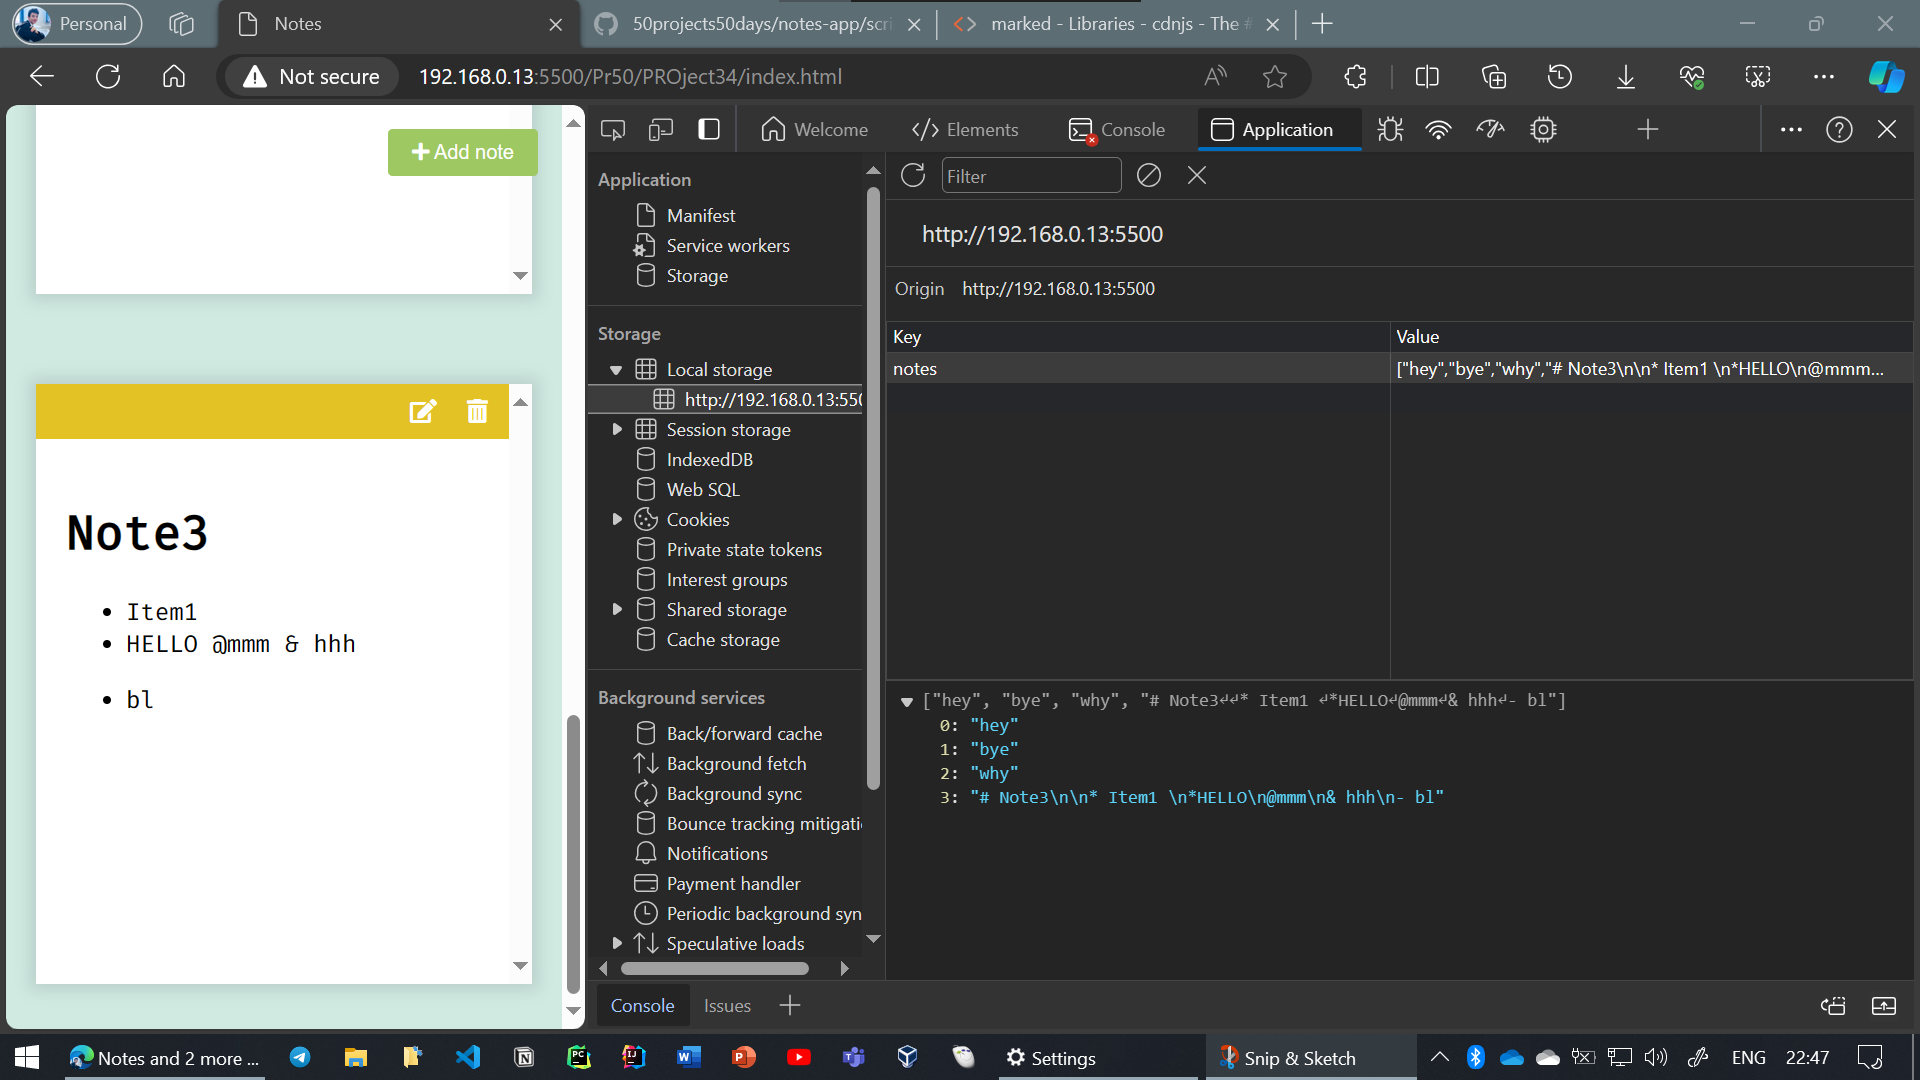 Personal
Notes
50projects50days/notes-app/scri
marked - Libraries - cdnjs - The #
Not secure
192.168.0.13:5500/Pr50/PROject34/index.html
Add note
Note3
Item1
HELLO @mmm & hhh
bl
Welcome
Elements
Console
Application
Application
Manifest
Service workers
Storage
Storage
Local storage
http://192.168.0.13:550
Session storage
IndexedDB
Web SQL
Cookies
Private state tokens
Interest groups
Shared storage
Cache storage
Background services
Back/forward cache
Background fetch
Background sync
Bounce tracking mitigati
Notifications
Payment handler
Periodic background syn
Speculative loads
Filter
http://192.168.0.13:5500
Origin http://192.168.0.13:5500
Key Value
notes ["hey","bye","why","# Note3\n\n* Item1 \n*HELLO\n@mmm...
["hey", "bye", "why", "# Note3↵↵* Item1 ↵*HELLO↵@mmm↵& hhh↵- bl"]
0: "hey"
1: "bye"
2: "why"
3: "# Note3\n\n* Item1 \n*HELLO\n@mmm\n& hhh\n- bl"
Console
Issues
Notes and 2 more ...
Settings
Snip & Sketch
ENG
22:47